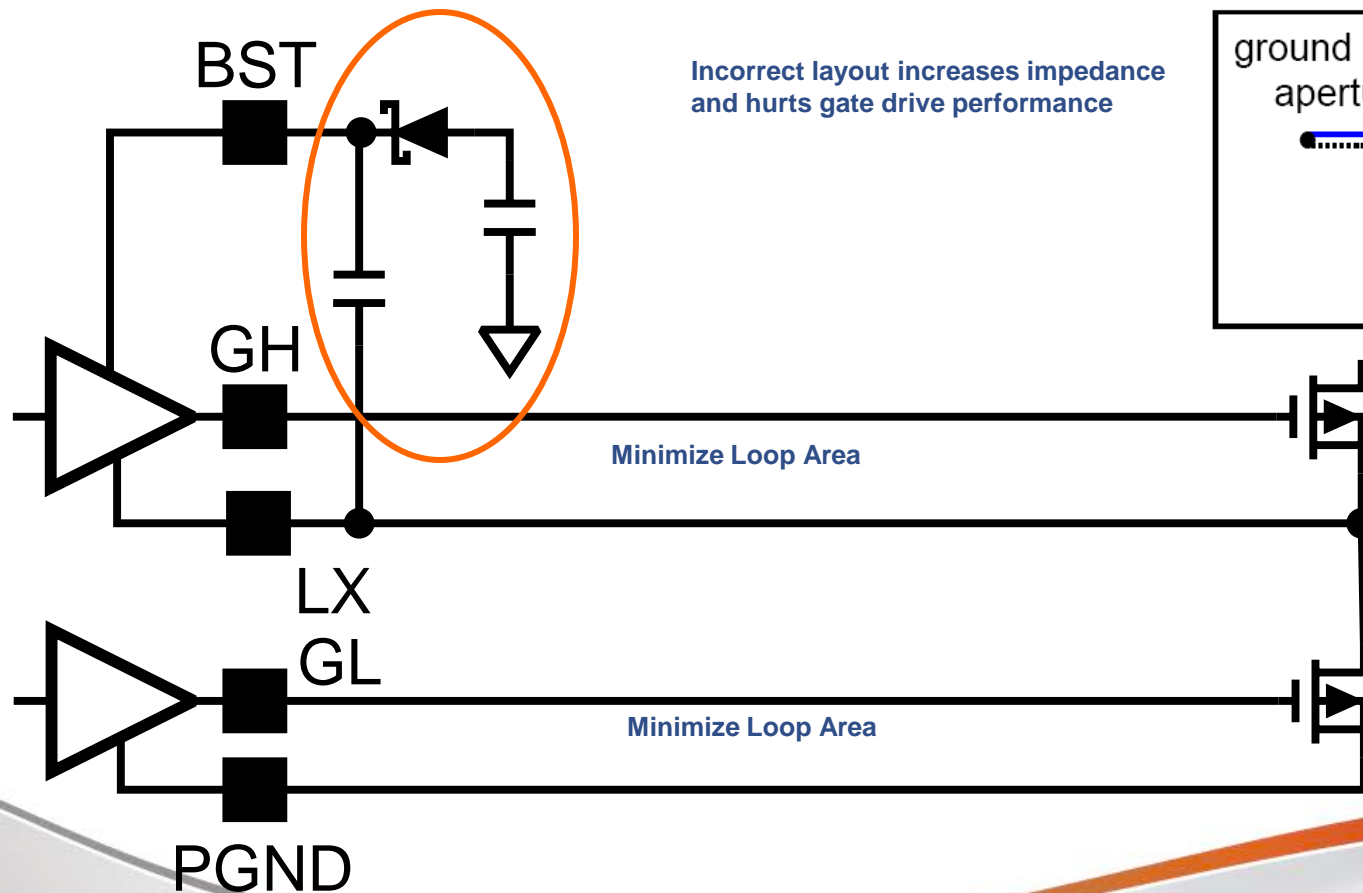 BST
Incorrect layout increases impedance
and hurts gate drive performance
ground
GH
Minimize Loop Area
LX
GL
Minimize Loop Area
PGND